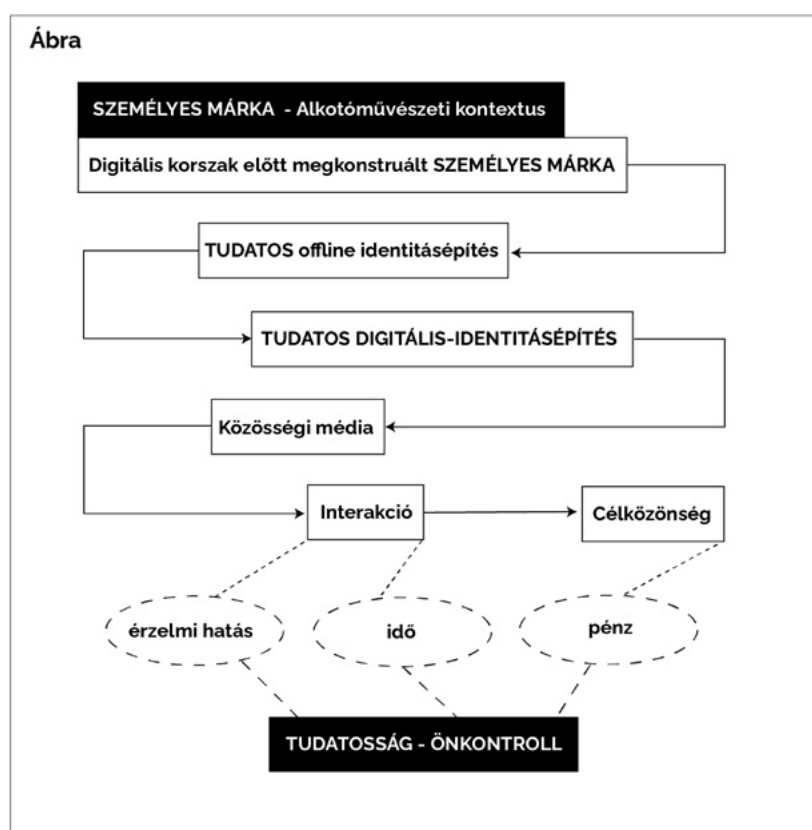 Ábra
SZEMÉLYES MÁRKA - Alkotóművészeti kontextus
Digitális korszak előtt megkonstruált SZEMÉLYES MÁRKA
TUDATOS offline identitásépítés
TUDATOS DIGITÁLIS-IDENTITÁSÉPÍTÉS
Közösségi média
Interakció
Célközönség
érzelmi hatás
idő
pénz
TUDATOSSÁG - ÖNKONTROLL